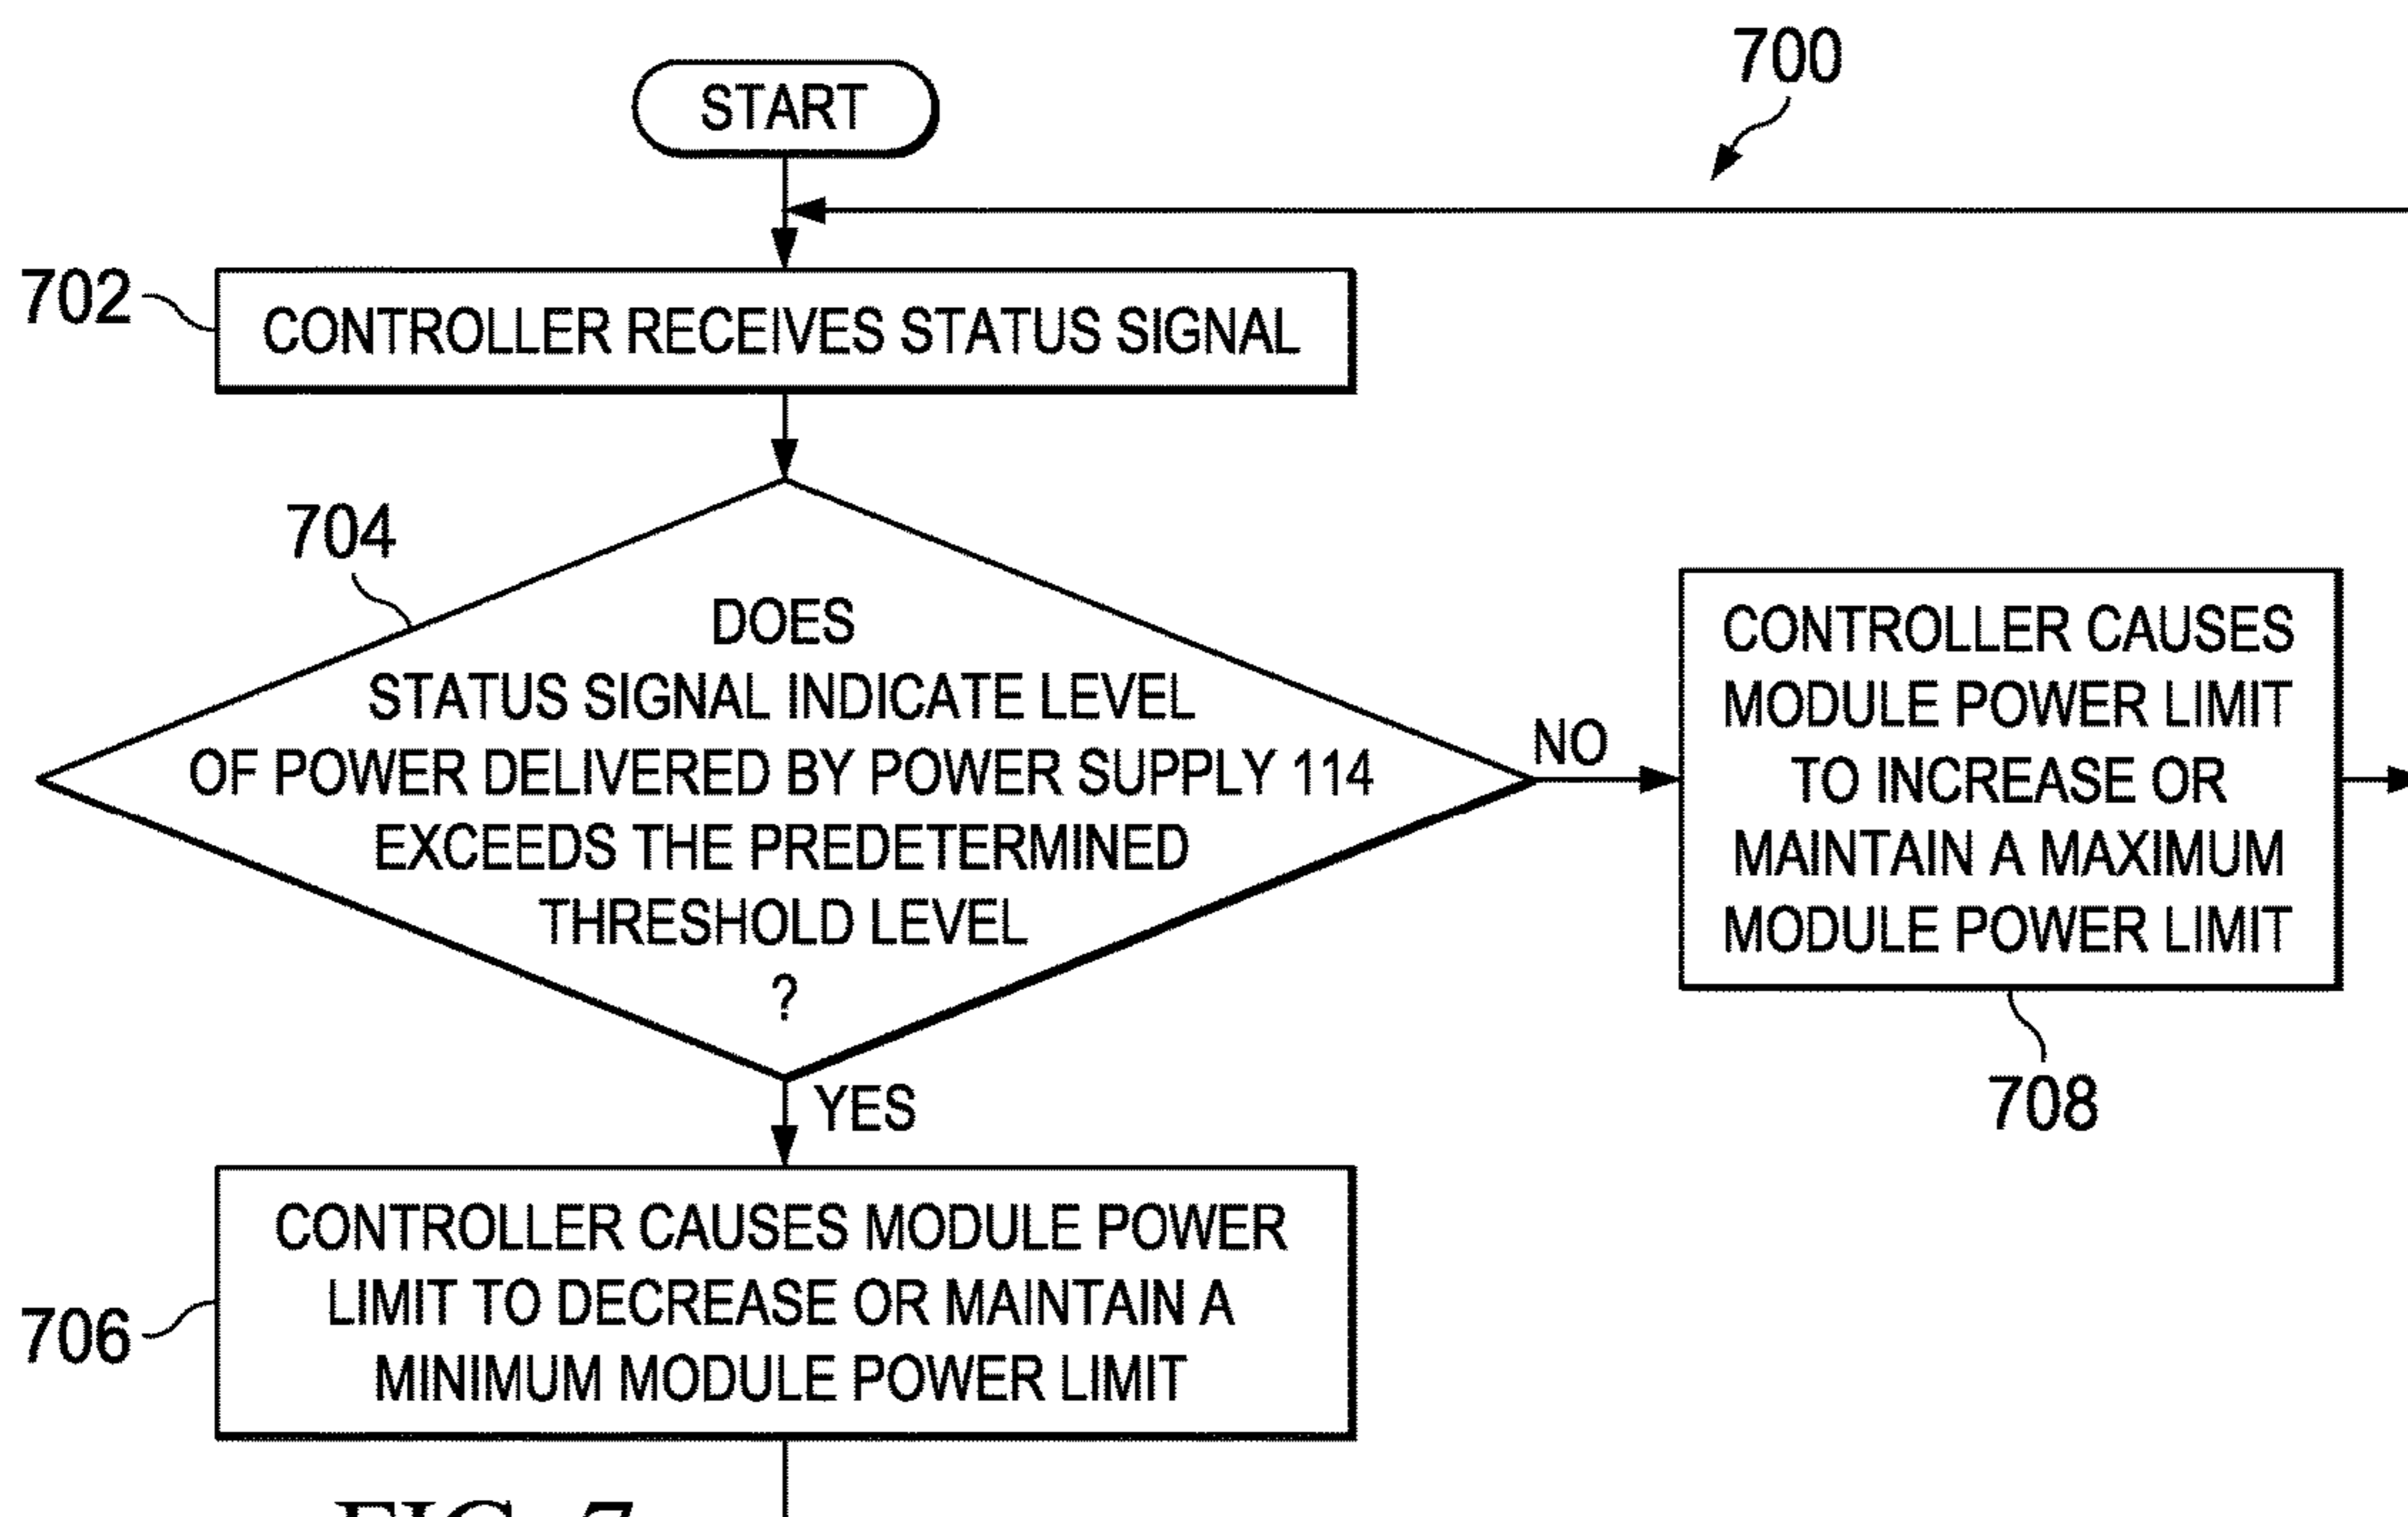 700
START
702
CONTROLLER RECEIVES STATUS SIGNAL
704
DOES
STATUS SIGNAL INDICATE LEVEL
OF POWER DELIVERED BY POWER SUPPLY 114
EXCEEDS THE PREDETERMINED
THRESHOLD LEVEL
?
NO
CONTROLLER CAUSES
MODULE POWER LIMIT
TO INCREASE OR
MAINTAIN A MAXIMUM
MODULE POWER LIMIT
708
YES
CONTROLLER CAUSES MODULE POWER
LIMIT TO DECREASE OR MAINTAIN A
MINIMUM MODULE POWER LIMIT
706
FIG. 7